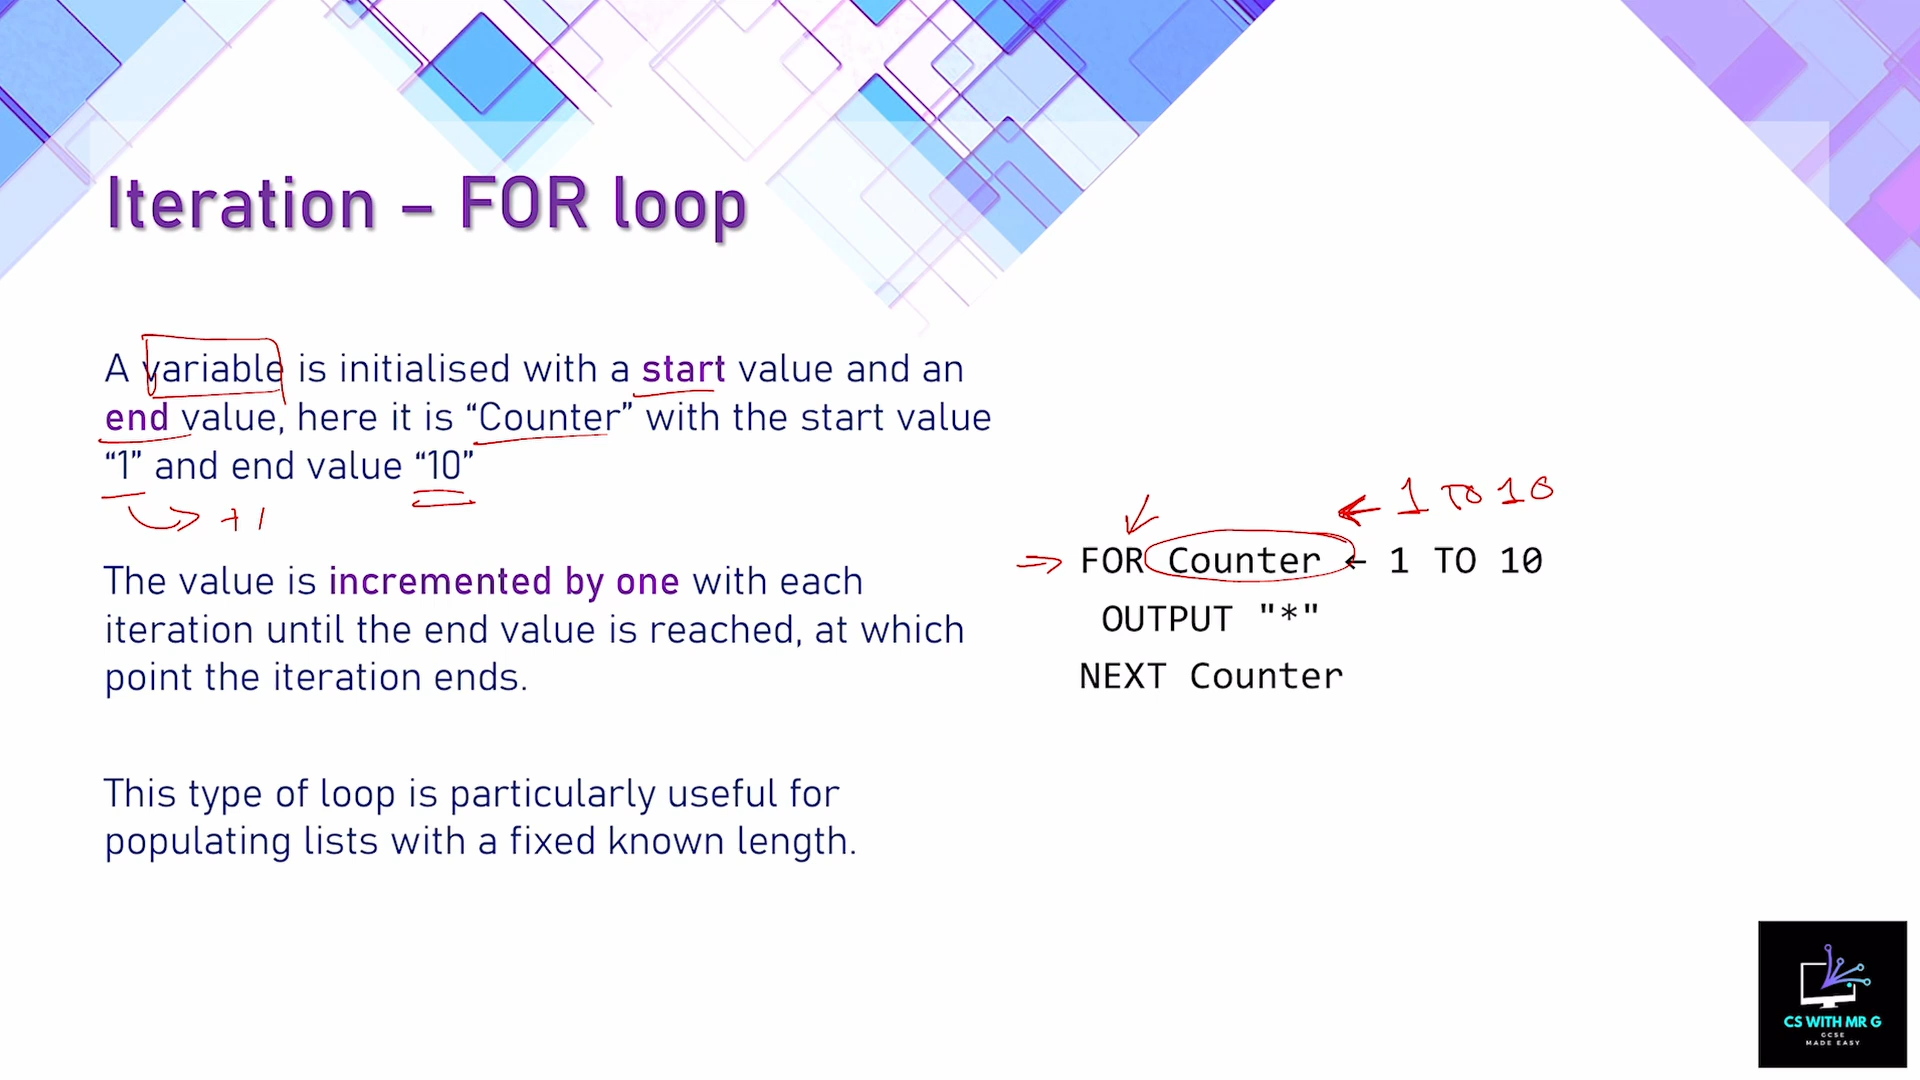 Iteration – FOR loop
A variable is initialised with a start value and an
end value, here it is “Counter” with the start value
“1” and end value “10”
+1
The value is incremented by one with each
iteration until the end value is reached, at which
point the iteration ends.
This type of loop is particularly useful for
populating lists with a fixed known length.
← 1 TO 10
FOR Counter ← 1 TO 10
OUTPUT "*"
NEXT Counter
CS WITH MR G
GCSE
MADE EASY